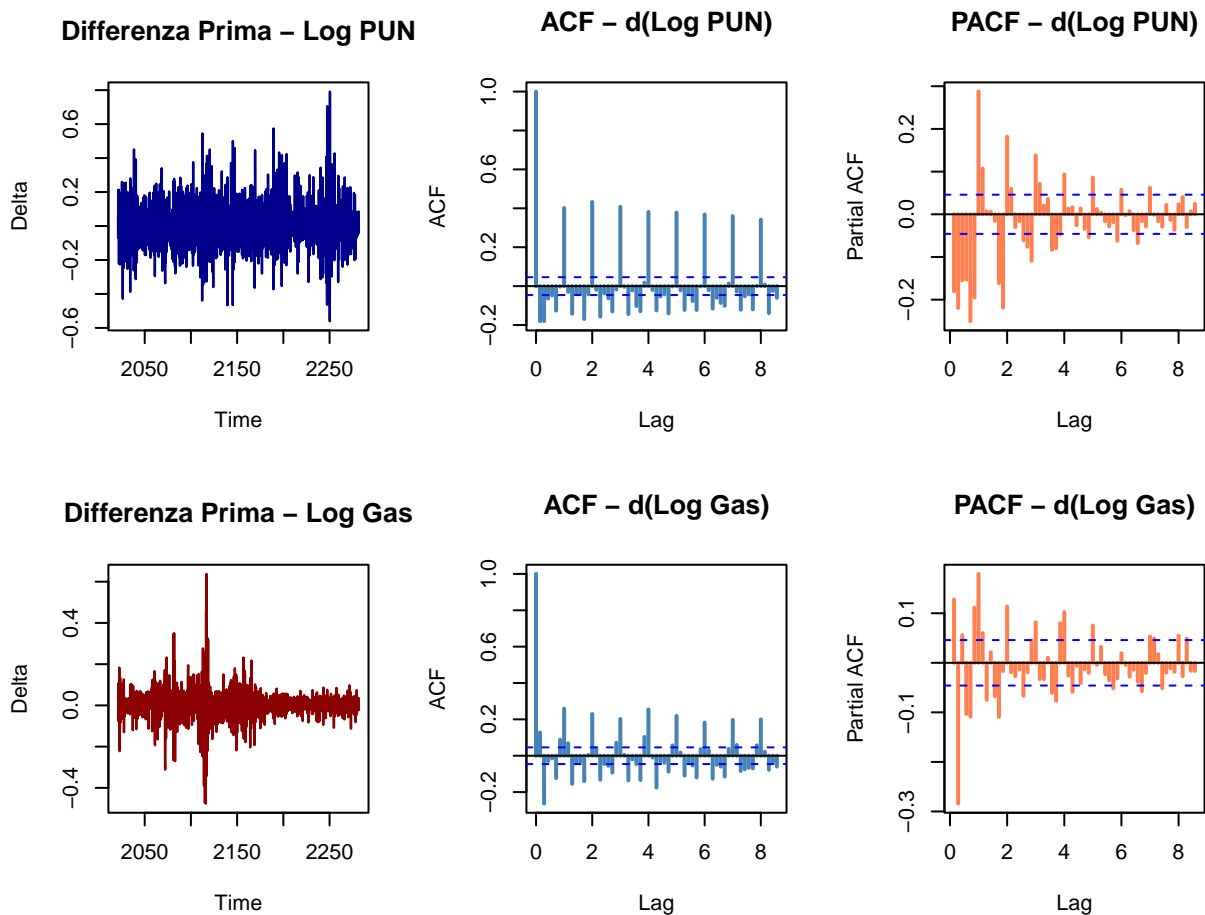 Differenza Prima − Log PUN
Delta
−0.6 −0.2 0.2 0.6
2050 2150 2250
Time
ACF − d(Log PUN)
ACF
−0.2 0.2 0.6 1.0
0 2 4 6 8
Lag
PACF − d(Log PUN)
Partial ACF
−0.2 0.0 0.2
0 2 4 6 8
Lag
Differenza Prima − Log Gas
Delta
−0.4 0.0 0.4
2050 2150 2250
Time
ACF − d(Log Gas)
ACF
−0.2 0.2 0.6 1.0
0 2 4 6 8
Lag
PACF − d(Log Gas)
Partial ACF
−0.3 −0.1 0.1
0 2 4 6 8
Lag